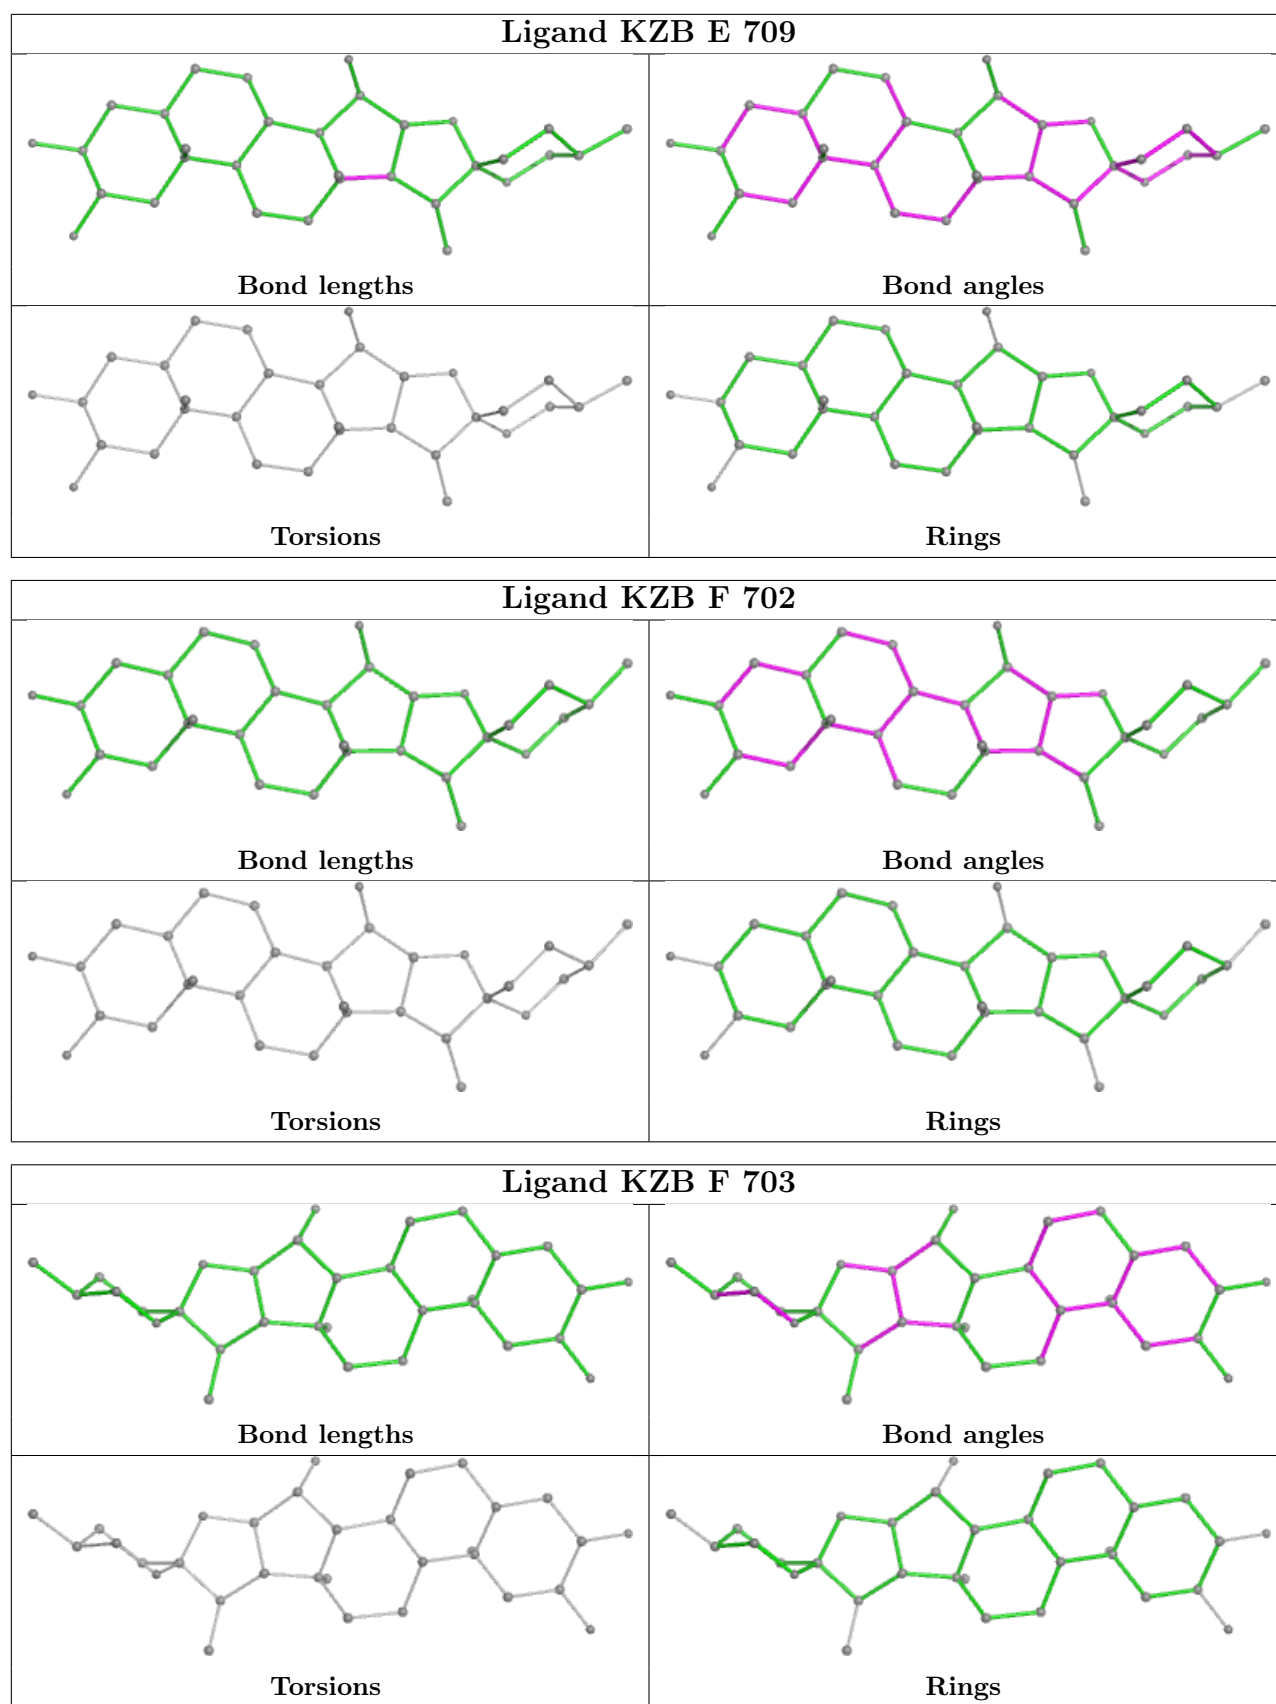 Ligand KZB E 709
Bond lengths
Bond angles
Torsions
Rings
Ligand KZB F 702
Bond lengths
Bond angles
Torsions
Rings
Ligand KZB F 703
Bond lengths
Bond angles
Torsions
Rings